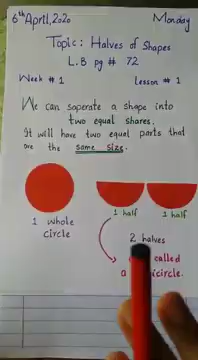 6th April, 2020 Monday
Topic: Halves of Shapes
L.B pg # 72
Week # 1 Lesson # 1
We can saperate a shape into
two equal shares.
It will have two equal parts that
are the same size.
1 whole
circle
1 half 1 half
2 halves
called
a